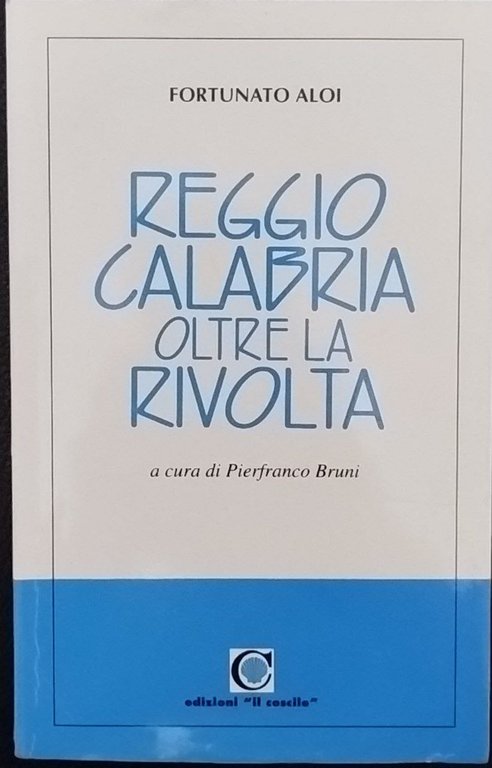 FORTUNATO ALOI
REGGIO
CALABRIA
OLTRE LA
RIVOLTA
a cura di Pierfranco Bruni
C
edizioni "il coscile"